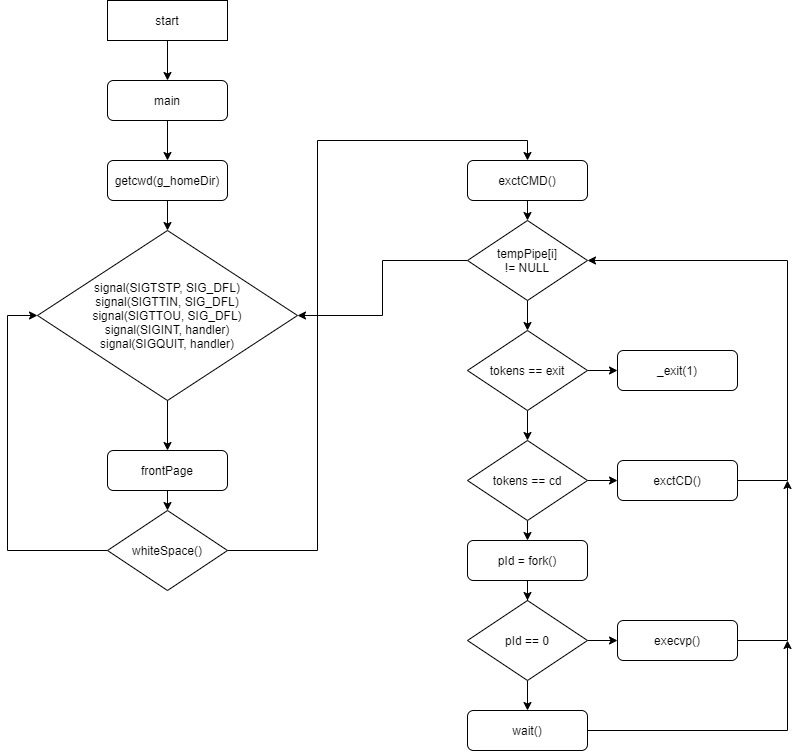 start
main
getcwd(g_homeDir)
signal(SIGTSTP, SIG_DFL)
signal(SIGTTIN, SIG_DFL)
signal(SIGTTOU, SIG_DFL)
signal(SIGINT, handler)
signal(SIGQUIT, handler)
frontPage
whiteSpace()
exctCMD()
tempPipe[i]
!= NULL
tokens == exit
_exit(1)
tokens == cd
exctCD()
pId = fork()
pId == 0
execvp()
wait()